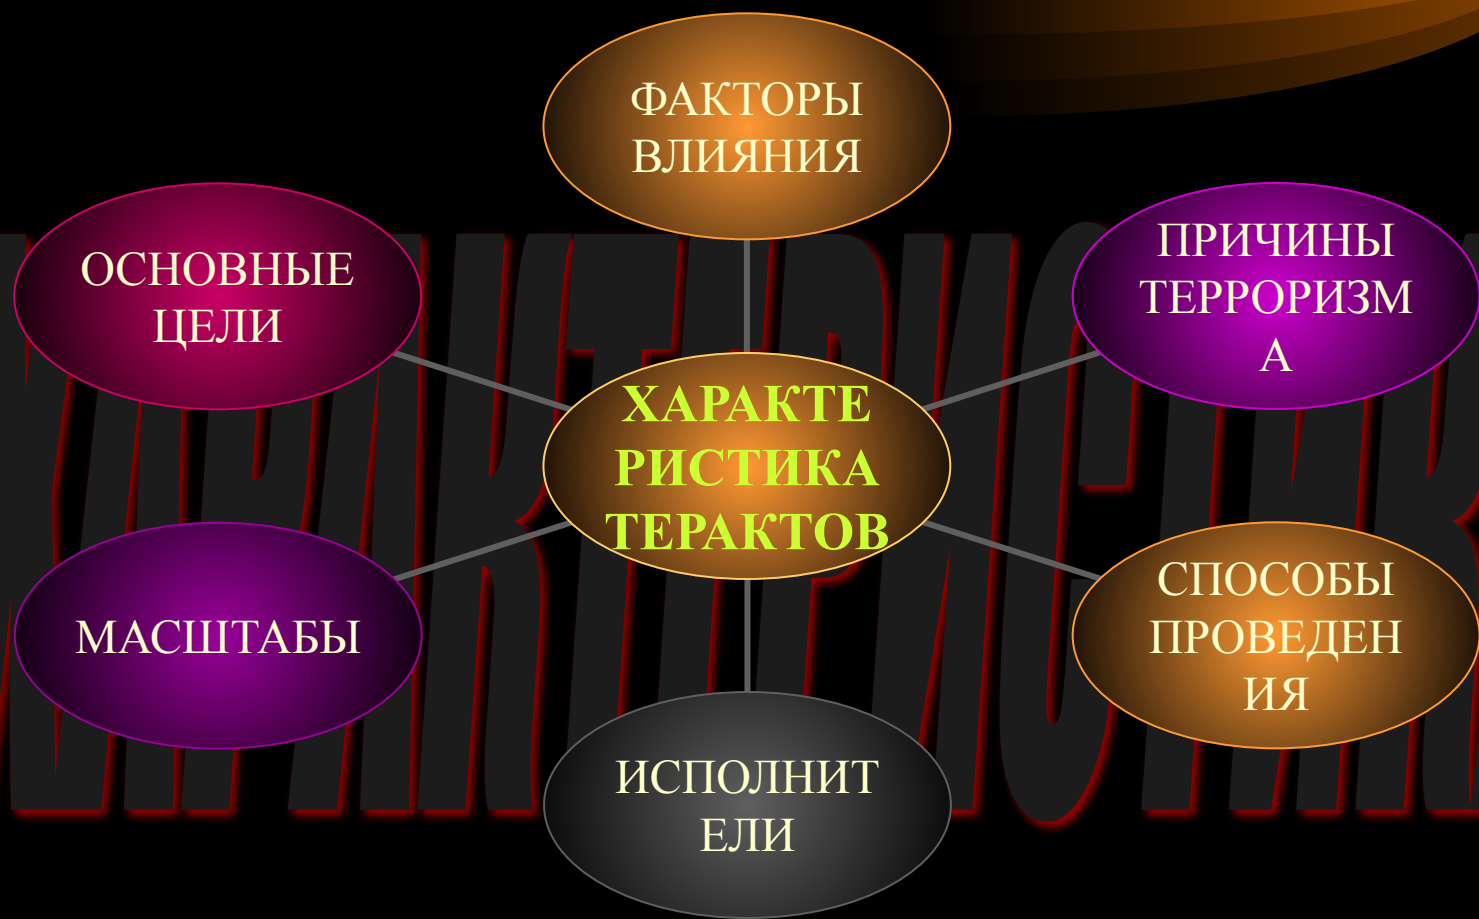 ФАКТОРЫ
ВЛИЯНИЯ
ОСНОВНЫЕ
ЦЕЛИ
ПРИЧИНЫ
ТЕРРОРИЗМ
А
ХАРАКТЕ
РИСТИКА
ТЕРАКТОВ
МАСШТАБЫ
СПОСОБЫ
ПРОВЕДЕН
ИЯ
ИСПОЛНИТ
ЕЛИ